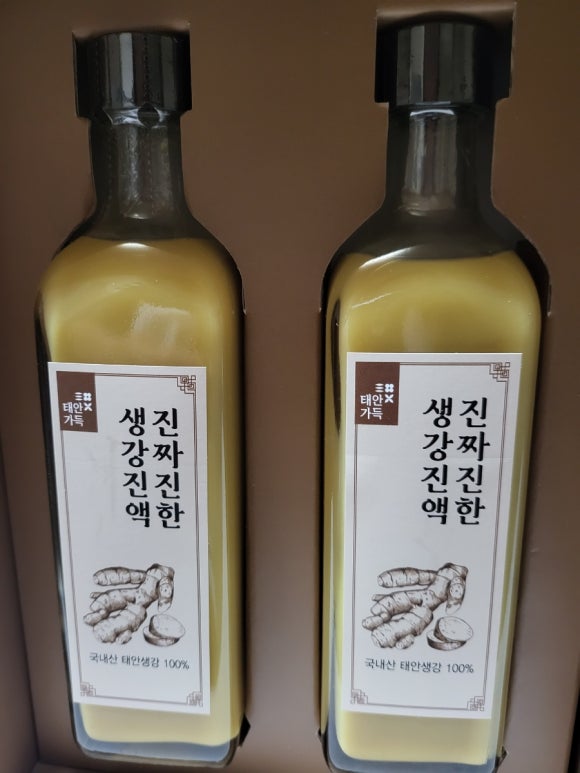 태안
가득
진짜진한
생강진액
국내산 태안생강 100%
태안
가득
진짜진한
생강진액
국내산 태안생강 100%